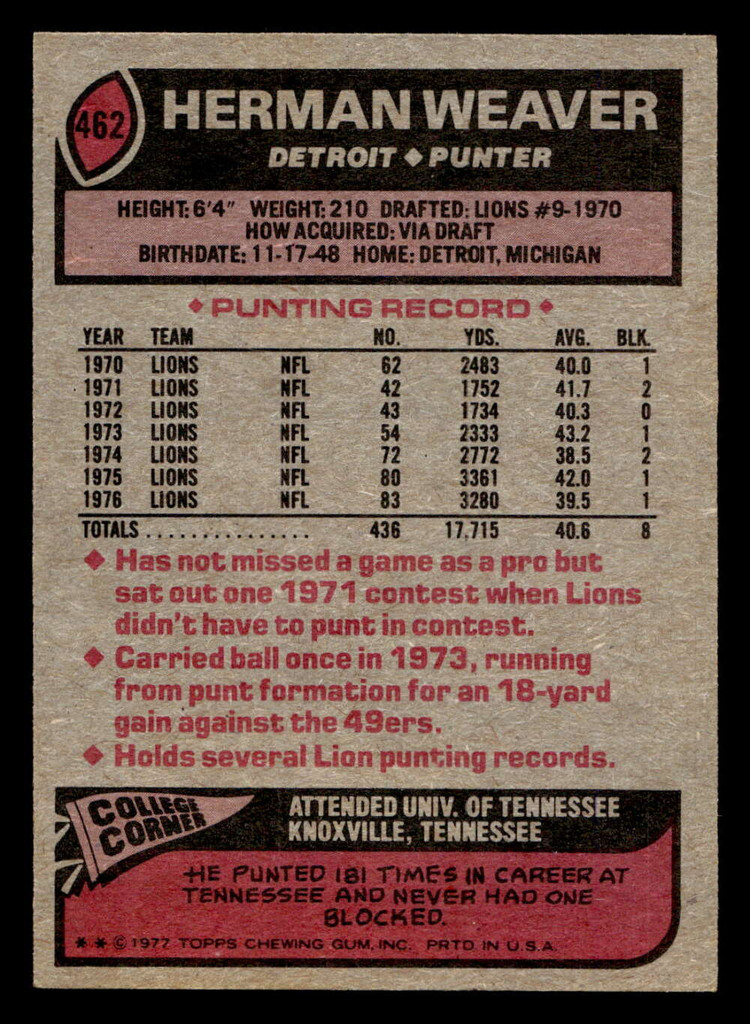 462
HERMAN WEAVER
DETROIT ◆ PUNTER
HEIGHT: 6'4" WEIGHT: 210 DRAFTED: LIONS #9-1970
HOW ACQUIRED: VIA DRAFT
BIRTHDATE: 11-17-48 HOME: DETROIT, MICHIGAN
◆ PUNTING RECORD ◆
YEAR TEAM NO. YDS. AVG. BLK.
1970 LIONS NFL 62 2483 40.0 1
1971 LIONS NFL 42 1752 41.7 2
1972 LIONS NFL 43 1734 40.3 0
1973 LIONS NFL 54 2333 43.2 1
1974 LIONS NFL 72 2772 38.5 2
1975 LIONS NFL 80 3361 42.0 1
1976 LIONS NFL 83 3280 39.5 1
TOTALS............... 436 17,715 40.6 8
◆ Has not missed a game as a pro but
sat out one 1971 contest when Lions
didn't have to punt in contest.
◆ Carried ball once in 1973, running
from punt formation for an 18-yard
gain against the 49ers.
◆ Holds several Lion punting records.
COLLEGE
CORNER
ATTENDED UNIV. OF TENNESSEE
KNOXVILLE, TENNESSEE
HE PUNTED 181 TIMES IN CAREER AT
TENNESSEE AND NEVER HAD ONE
BLOCKED.
* * © 1977 TOPPS CHEWING GUM, INC. PRTD. IN U.S.A.